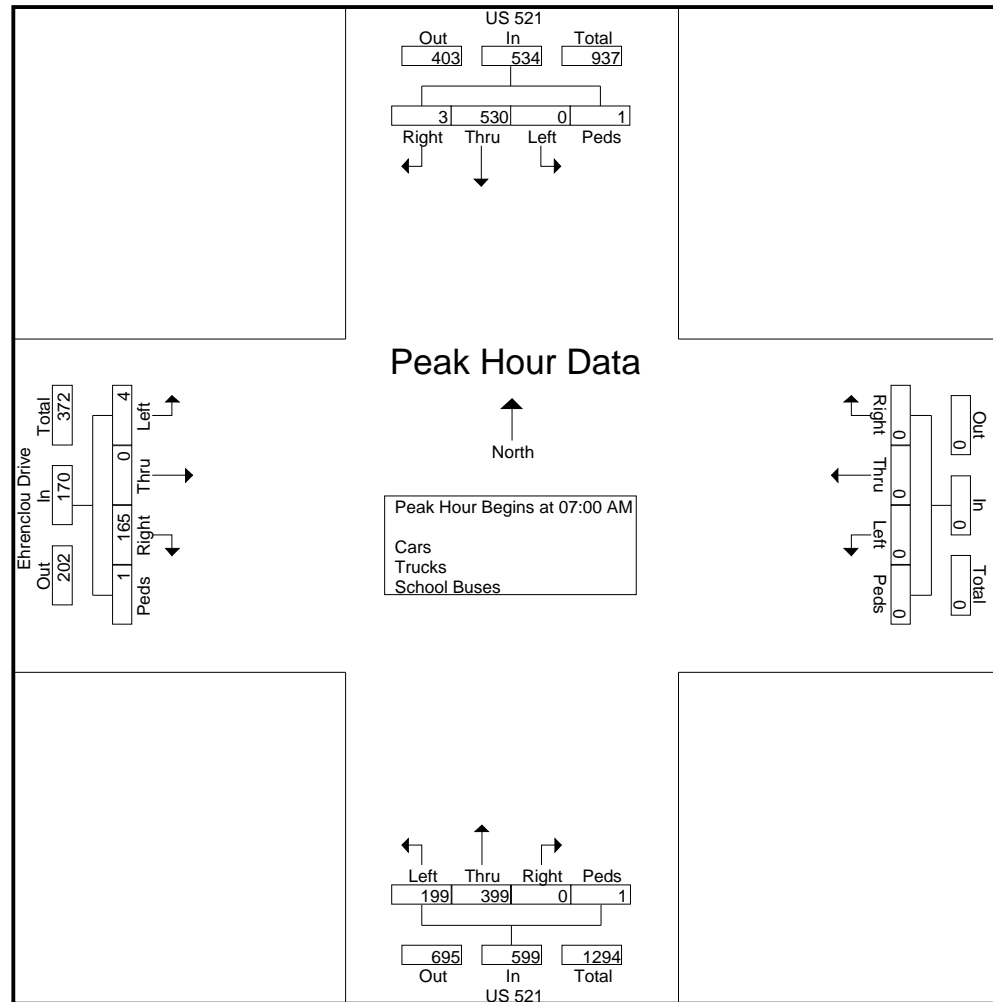 US 521
Out In Total
403 534 937
3 530 0 1
Right Thru Left Peds
Peak Hour Data
North
Peak Hour Begins at 07:00 AM
Cars
Trucks
School Buses
Ehrenclou Drive
Out In Total
202 170 372
1 165 0 4
Peds Right Thru Left
Right Thru Left Peds
0 0 0 0
Out In Total
0 0 0
Left Thru Right Peds
199 399 0 1
695 599 1294
Out In Total
US 521